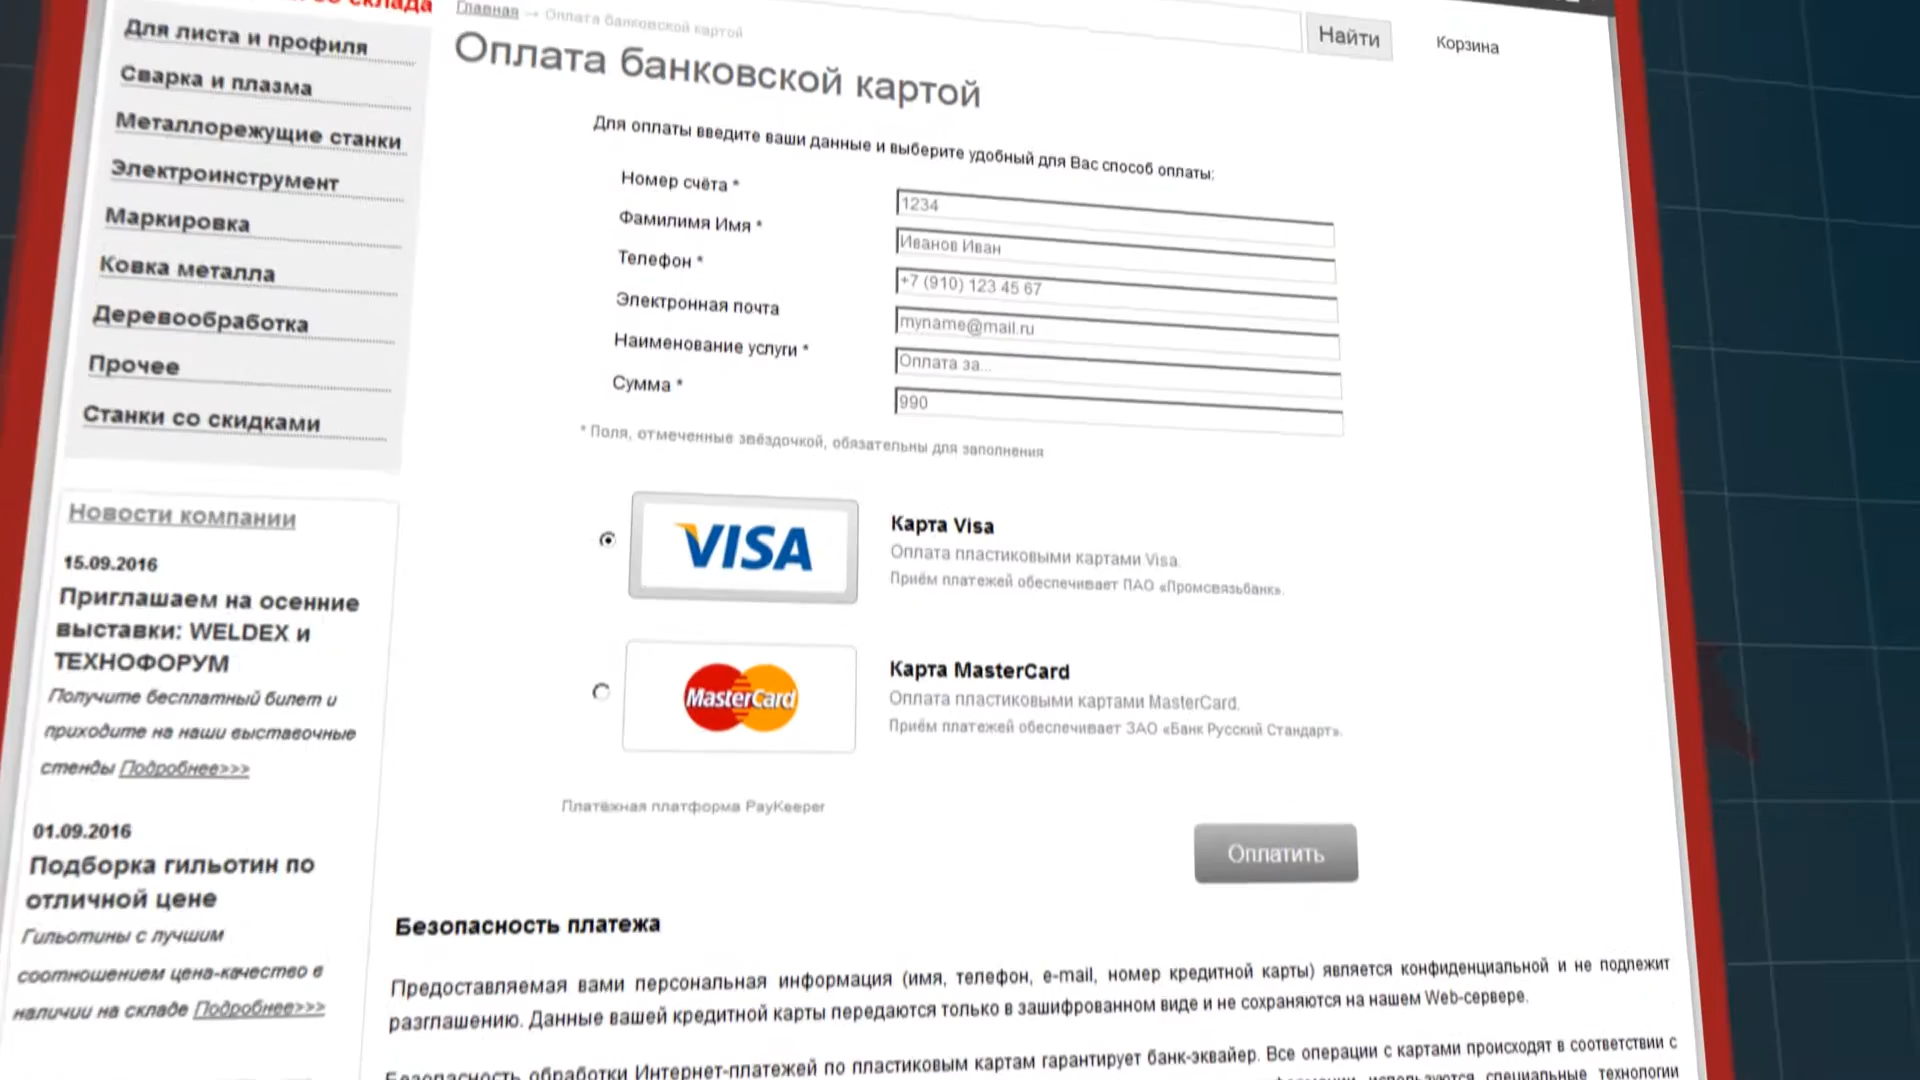 склада
Для листа и профиля
Сварка и плазма
Металлорежущие станки
Электроинструмент
Маркировка
Ковка металла
Деревообработка
Прочее
Станки со скидками
Новости компании
15.09.2016
Приглашаем на осенние
выставки: WELDEX и
ТЕХНОФОРУМ
Получите бесплатный билет и
приходите на наши выставочные
стенды Подробнее>>>
01.09.2016
Подборка гильотин по
отличной цене
Гильотины с лучшим
соотношением цена-качество в
наличии на складе Подробнее>>>
Главная → Оплата банковской картой
Найти
Корзина
Оплата банковской картой
Для оплаты введите ваши данные и выберите удобный для Вас способ оплаты:
Номер счёта *
1234
Фамилимя Имя *
Иванов Иван
Телефон *
+7 (910) 123 45 67
Электронная почта
myname@mail.ru
Наименование услуги *
Оплата за...
Сумма *
990
* Поля, отмеченные звёздочкой, обязательны для заполнения
VISA
Карта Visa
Оплата пластиковыми картами Visa.
Приём платежей обеспечивает ПАО «Промсвязьбанк».
MasterCard
Карта MasterCard
Оплата пластиковыми картами MasterCard.
Приём платежей обеспечивает ЗАО «Банк Русский Стандарт».
Платёжная платформа PayKeeper
Оплатить
Безопасность платежа
Предоставляемая вами персональная информация (имя, телефон, e-mail, номер кредитной карты) является конфиденциальной и не подлежит
разглашению. Данные вашей кредитной карты передаются только в зашифрованном виде и не сохраняются на нашем Web-сервере.
Безопасность обработки Интернет-платежей по пластиковым картам гарантирует банк-эквайер. Все операции с картами происходят в соответствии с
используются специальные технологии